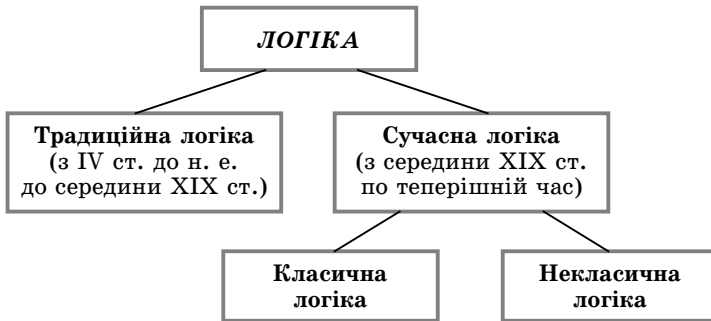 ЛОГІКА
Традиційна логіка
(з IV ст. до н. е.
до середини XIX ст.)
Сучасна логіка
(з середини XIX ст.
по теперішній час)
Класична
логіка
Некласична
логіка